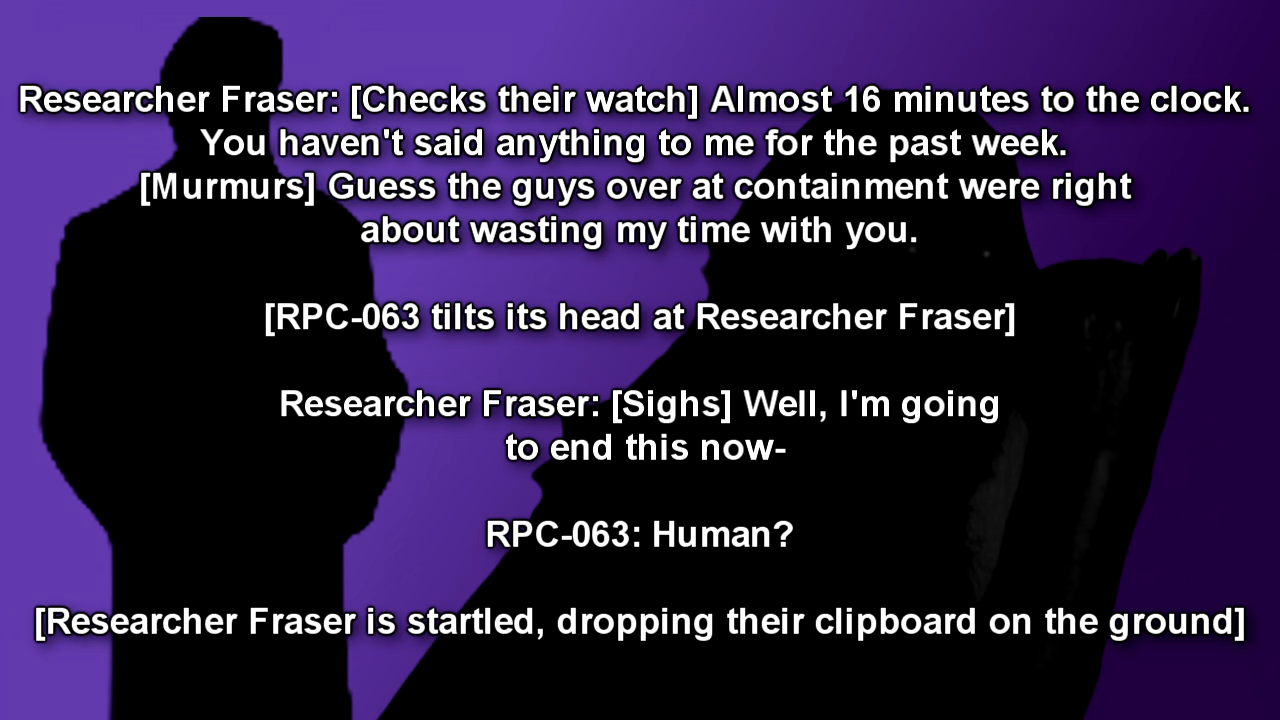 Researcher Fraser: [Checks their watch] Almost 16 minutes to the clock.
You haven't said anything to me for the past week.
[Murmurs] Guess the guys over at containment were right
about wasting my time with you.
[RPC-063 tilts its head at Researcher Fraser]
Researcher Fraser: [Sighs] Well, I'm going
to end this now-
RPC-063: Human?
[Researcher Fraser is startled, dropping their clipboard on the ground]